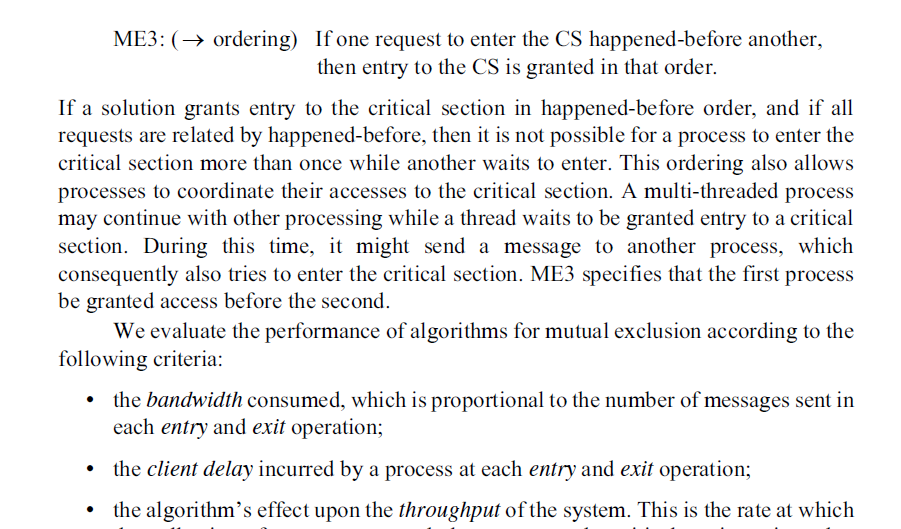 ME3: (→ ordering) If one request to enter the CS happened-before another,
then entry to the CS is granted in that order.
If a solution grants entry to the critical section in happened-before order, and if all
requests are related by happened-before, then it is not possible for a process to enter the
critical section more than once while another waits to enter. This ordering also allows
processes to coordinate their accesses to the critical section. A multi-threaded process
may continue with other processing while a thread waits to be granted entry to a critical
section. During this time, it might send a message to another process, which
consequently also tries to enter the critical section. ME3 specifies that the first process
be granted access before the second.
We evaluate the performance of algorithms for mutual exclusion according to the
following criteria:
• the bandwidth consumed, which is proportional to the number of messages sent in
each entry and exit operation;
• the client delay incurred by a process at each entry and exit operation;
• the algorithm's effect upon the throughput of the system. This is the rate at which